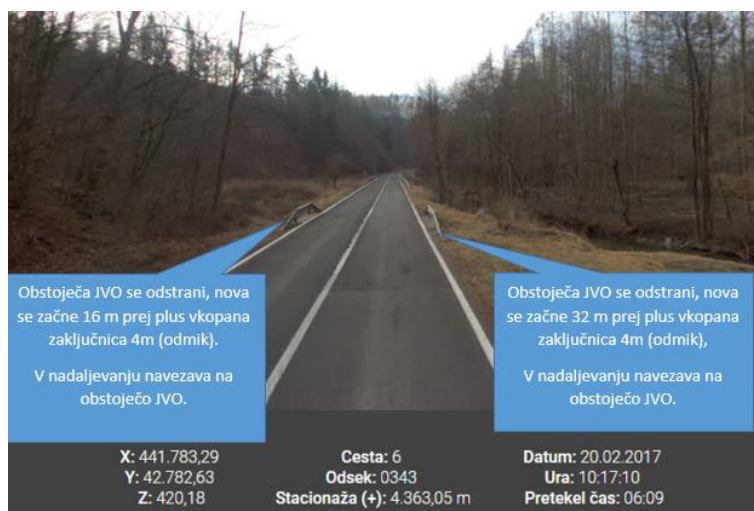 Obstoječa JVO se odstrani, nova
se začne 16 m prej plus vkopana
zaključnica 4m (odmik).
V nadaljevanju navezava na
obstoječo JVO.
Obstoječa JVO se odstrani, nova
se začne 32 m prej plus vkopana
zaključnica 4m (odmik),
V nadaljevanju navezava na
obstoječo JVO.
X: 441.783,29
Y: 42.782,63
Z: 420,18
Cesta: 6
Odsek: 0343
Stacionaža (+): 4.363,05 m
Datum: 20.02.2017
Ura: 10:17:10
Pretekel čas: 06:09